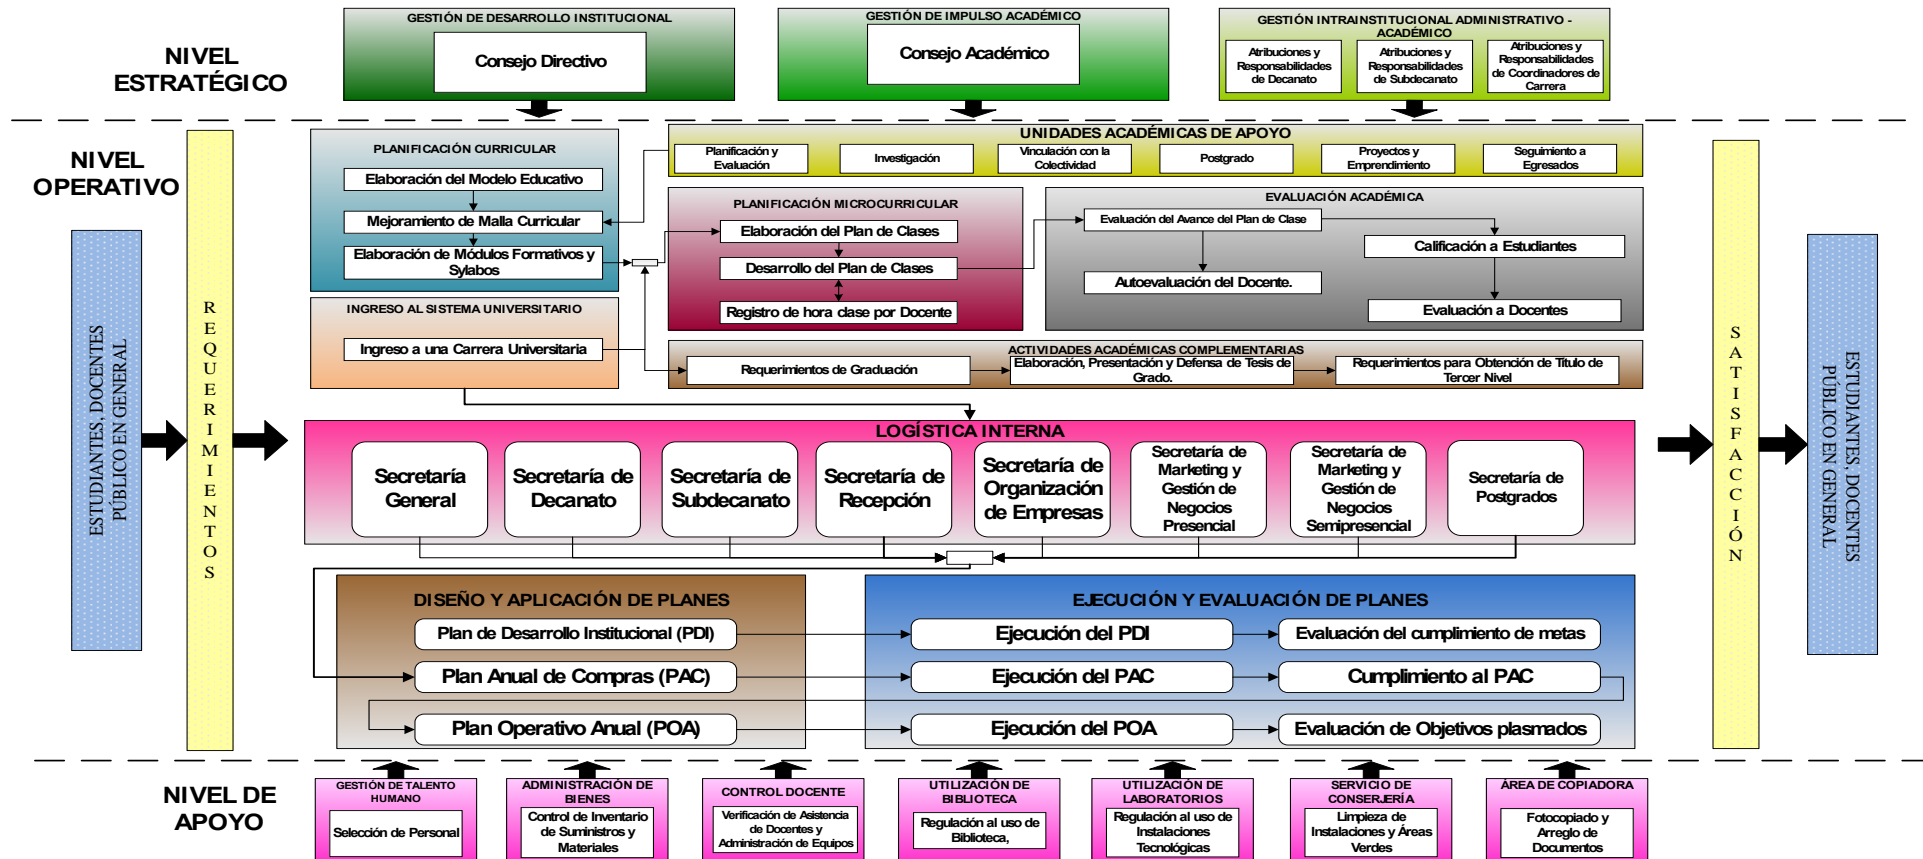 NIVEL
ESTRATÉGICO
GESTIÓN DE DESARROLLO INSTITUCIONAL
Consejo Directivo
GESTIÓN DE IMPULSO ACADÉMICO
Consejo Académico
GESTIÓN INTRAINSTITUCIONAL ADMINISTRATIVO -
ACADÉMICO
Atribuciones y
Responsabilidades
de Decanato
Atribuciones y
Responsabilidades
de Subdecanato
Atribuciones y
Responsabilidades
de Coordinadores de
Carrera
NIVEL
OPERATIVO
ESTUDIANTES, DOCENTES
PÚBLICO EN GENERAL
REQUERIMIENTOS
PLANIFICACIÓN CURRICULAR
Elaboración del Modelo Educativo
Mejoramiento de Malla Curricular
Elaboración de Módulos Formativos y
Sylabos
INGRESO AL SISTEMA UNIVERSITARIO
Ingreso a una Carrera Universitaria
UNIDADES ACADÉMICAS DE APOYO
Planificación y
Evaluación
Investigación
Vinculación con la
Colectividad
Postgrado
Proyectos y
Emprendimiento
Seguimiento a
Egresados
PLANIFICACIÓN MICROCURRICULAR
Elaboración del Plan de Clases
Desarrollo del Plan de Clases
Registro de hora clase por Docente
EVALUACIÓN ACADÉMICA
Evaluación del Avance del Plan de Clase
Autoevaluación del Docente.
Calificación a Estudiantes
Evaluación a Docentes
ACTIVIDADES ACADÉMICAS COMPLEMENTARIAS
Requerimientos de Graduación
Elaboración, Presentación y Defensa de Tesis de
Grado.
Requerimientos para Obtención de Título de
Tercer Nivel
LOGÍSTICA INTERNA
Secretaría
General
Secretaría de
Decanato
Secretaría de
Subdecanato
Secretaría de
Recepción
Secretaría de
Organización
de Empresas
Secretaría de
Marketing y
Gestión de
Negocios
Presencial
Secretaría de
Marketing y
Gestión de
Negocios
Semipresencial
Secretaría de
Postgrados
DISEÑO Y APLICACIÓN DE PLANES
Plan de Desarrollo Institucional (PDI)
Plan Anual de Compras (PAC)
Plan Operativo Anual (POA)
EJECUCIÓN Y EVALUACIÓN DE PLANES
Ejecución del PDI
Evaluación del cumplimiento de metas
Ejecución del PAC
Cumplimiento al PAC
Ejecución del POA
Evaluación de Objetivos plasmados
SATISFACCIÓN
ESTUDIANTES, DOCENTES
PÚBLICO EN GENERAL
NIVEL DE
APOYO
GESTIÓN DE TALENTO
HUMANO
Selección de Personal
ADMINISTRACIÓN DE
BIENES
Control de Inventario
de Suministros y
Materiales
CONTROL DOCENTE
Verificación de Asistencia
de Docentes y
Administración de Equipos
UTILIZACIÓN DE
BIBLIOTECA
Regulación al uso de
Biblioteca,
UTILIZACIÓN DE
LABORATORIOS
Regulación al uso de
Instalaciones
Tecnológicas
SERVICIO DE
CONSERJERÍA
Limpieza de
Instalaciones y Áreas
Verdes
ÁREA DE COPIADORA
Fotocopiado y
Arreglo de
Documentos